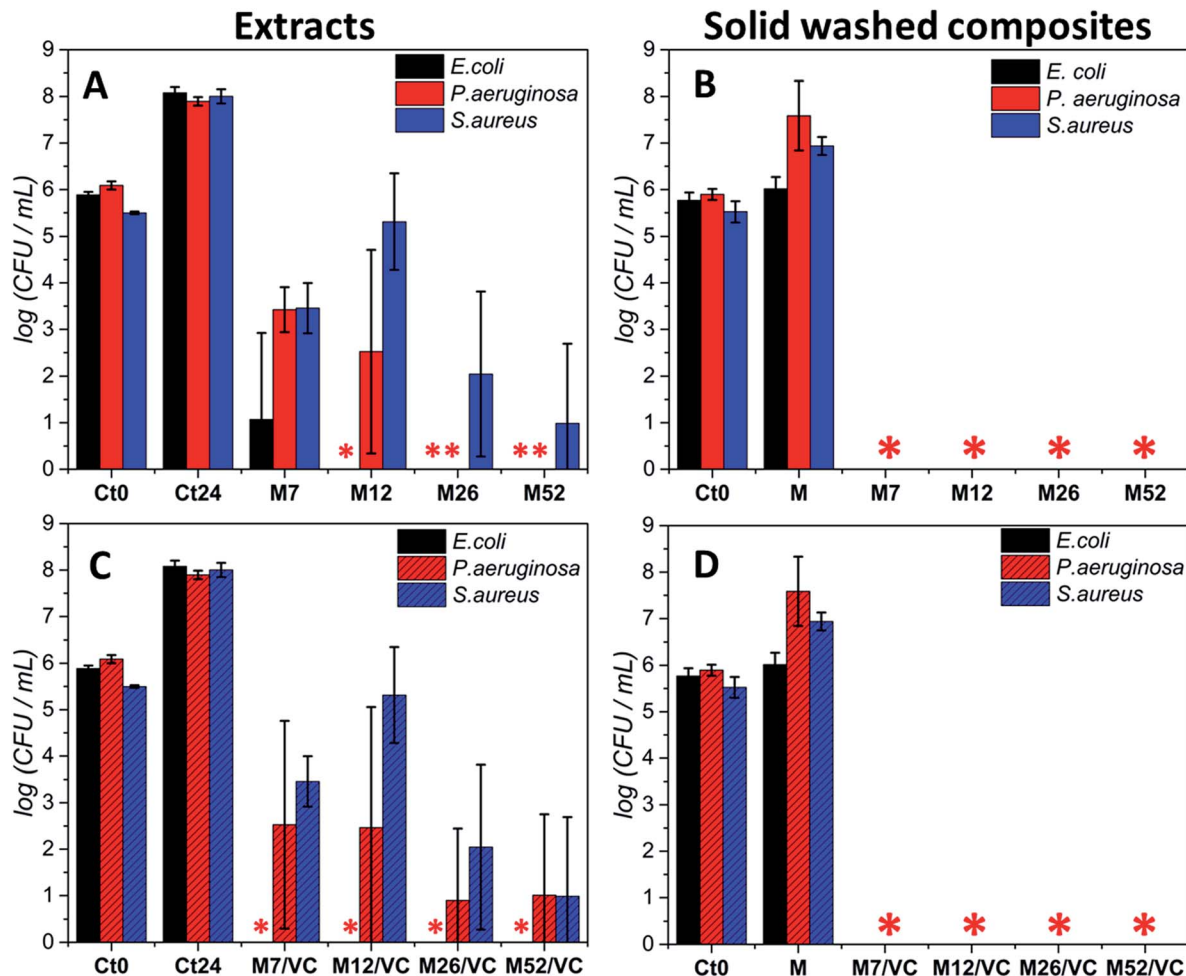 Extracts
Solid washed composites
A
E.coli
P.aeruginosa
S.aureus
log (CFU / mL)
9
8
7
6
5
4
3
2
1
0
* ** **
Ct0 Ct24 M7 M12 M26 M52
B
E. coli
P. aeruginosa
S.aureus
log (CFU / mL)
9
8
7
6
5
4
3
2
1
0
* * * *
Ct0 M M7 M12 M26 M52
C
E.coli
P.aeruginosa
S.aureus
log (CFU / mL)
9
8
7
6
5
4
3
2
1
0
* * * *
Ct0 Ct24 M7/VC M12/VC M26/VC M52/VC
D
E.coli
P.aeruginosa
S.aureus
log (CFU / mL)
9
8
7
6
5
4
3
2
1
0
* * * *
Ct0 M M7/VC M12/VC M26/VC M52/VC